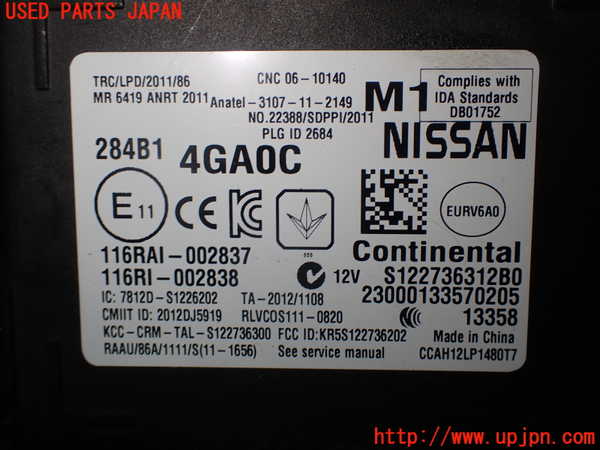 USED PARTS JAPAN
TRC/LPD/2011/86
CNC 06-10140
MR 6419 ANRT 2011
Anatel-3107-11-2149
M1
Complies with
IDA Standards
DB01752
NO.22388/SDPPI/2011
PLG ID 2684
NISSAN
284B1 4GA0C
E11
CE
EURV6A0
116RAI-002837
Continental
116RI-002838
12V
S122736312B0
IC: 7812D-S1226202
TA-2012/1108
23000133570205
CMIIT ID: 2012DJ5919
RLVCOS111-0820
13358
KCC-CRM-TAL-S122736300
FCC ID:KR5S122736202
Made in China
RAAU/86A/1111/S(11-1656)
See service manual
CCAH12LP1480T7
http://www.upjpn.com/